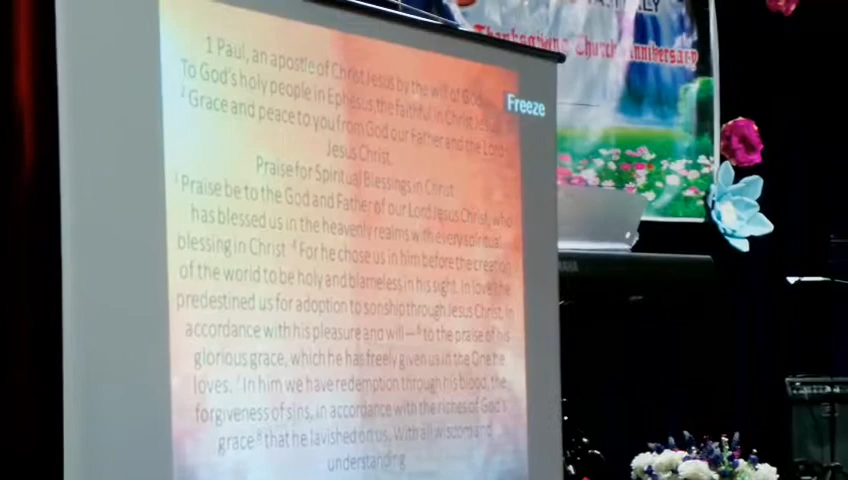 LY
Thanksgiving Church Anniversary
Freeze
1 Paul, an apostle of Christ Jesus by the will of God
To God's holy people in Ephesus the faithful in Christ Jesus
2 Grace and peace to you from God our Father and the Lord
Jesus Christ.
Praise for Spiritual Blessings in Christ
3 Praise be to the God and Father of our Lord Jesus Christ, who
has blessed us in the heavenly realms with every spiritual
blessing in Christ 4 For he chose us in him before the creation
of the world to be holy and blameless in his sight. In love he
predestined us for adoption to sonship through Jesus Christ, in
accordance with his pleasure and will—6 to the praise of his
glorious grace, which he has freely given us in the One he
loves. 7 In him we have redemption through his blood, the
forgiveness of sins, in accordance with the riches of God's
grace 8 that he lavished on us. With all wisdom and
understanding
YAMAHA